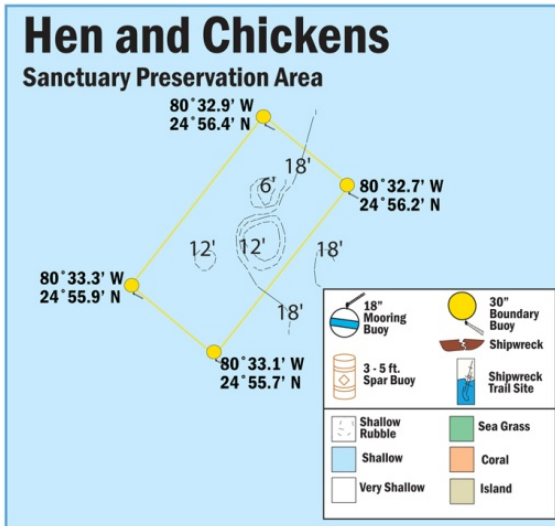 Hen and Chickens
Sanctuary Preservation Area
80˚32.9' W
24˚56.4' N
18'
6'
80˚32.7' W
24˚56.2' N
12'
12'
18'
80˚33.3' W
24˚55.9' N
18'
80˚33.1' W
24˚55.7' N
18"
Mooring
Buoy
30"
Boundary
Buoy
Shipwreck
3 - 5 ft.
Spar Buoy
Shipwreck
Trail Site
Shallow
Rubble
Sea Grass
Shallow
Coral
Very Shallow
Island